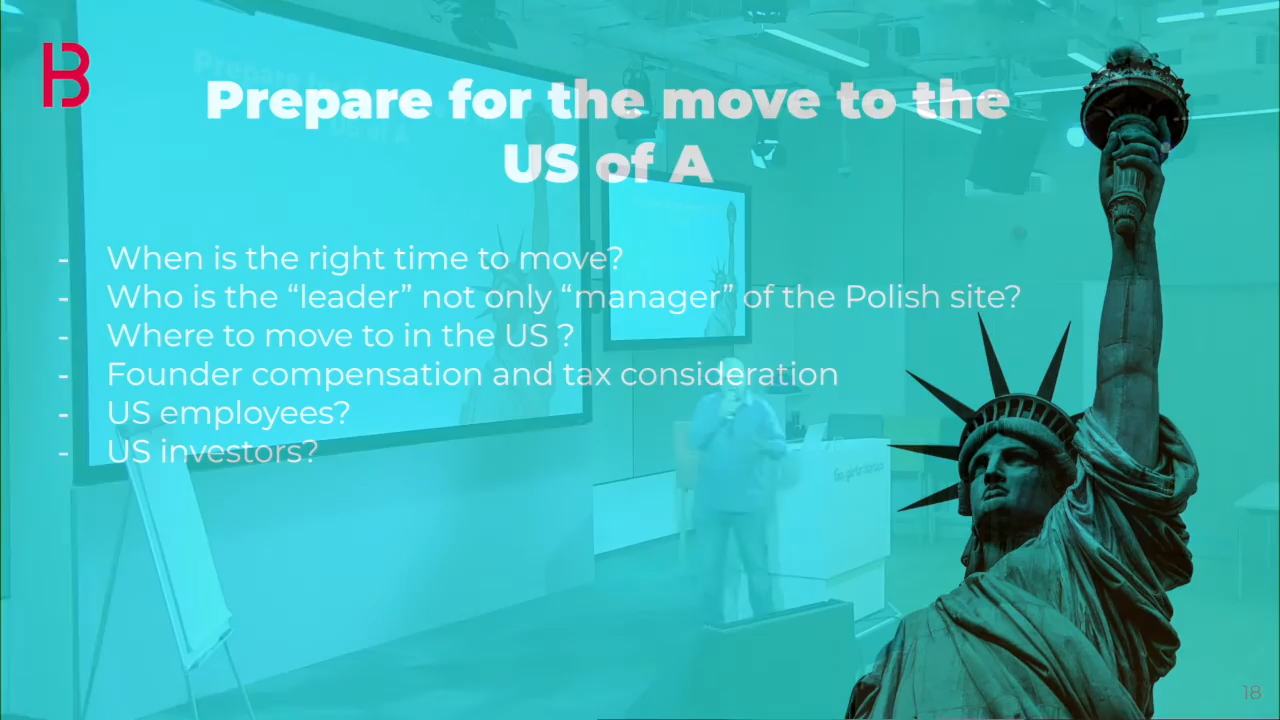 B
Prepare for the move to the
US of A
- When is the right time to move?
- Who is the “leader” not only “manager” of the Polish site?
- Where to move to in the US ?
- Founder compensation and tax consideration
- US employees?
- US investors?
18